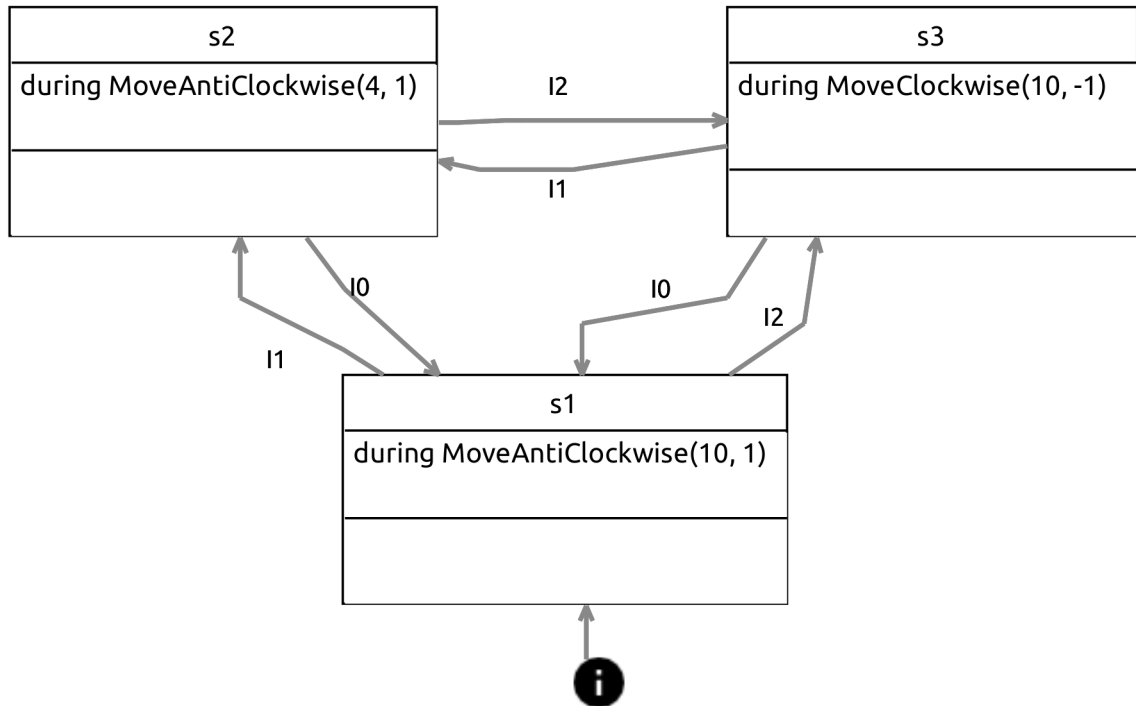 s2
during MoveAntiClockwise(4, 1)
s3
during MoveClockwise(10, -1)
I2
I1
I0
I1
I0
I2
s1
during MoveAntiClockwise(10, 1)
i